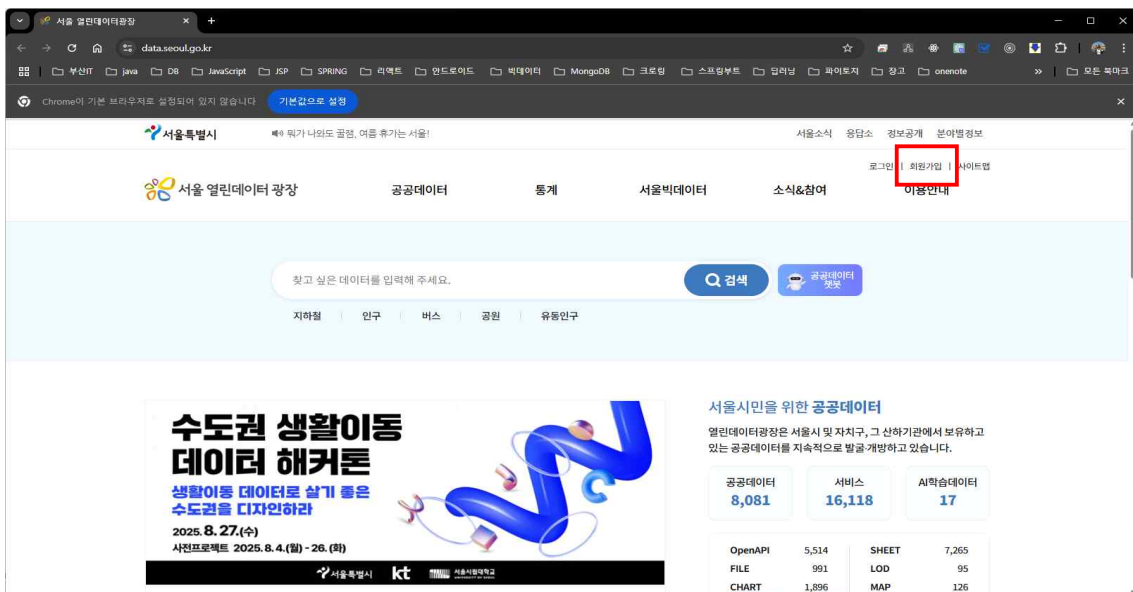 서울 열린데이터광장
data.seoul.go.kr
부산IT java DB JavaScript JSP SPRING 리액트 안드로이드 빅데이터 MongoDB 크로링 스프링부트 딥러닝 파이토치 장고 onenote » 모든 북마크
Chrome이 기본 브라우저로 설정되어 있지 않습니다 기본값으로 설정
서울특별시 뭐가 나와도 꿀잼, 여름 휴가는 서울! 서울소식 응답소 정보공개 분야별정보
로그인 | 회원가입 | 사이트맵
서울 열린데이터 광장 공공데이터 통계 서울빅데이터 소식&참여 이용안내
찾고 싶은 데이터를 입력해 주세요. 검색 공공데이터
챗봇
지하철 인구 버스 공원 유동인구
수도권 생활이동
데이터 해커톤
생활이동 데이터로 살기 좋은
수도권을 디자인하라
2025. 8. 27.(수)
사전프로젝트 2025. 8. 4.(월) - 26. (화)
서울특별시 kt 서울시립대학교
서울시민을 위한 공공데이터
열린데이터광장은 서울시 및 자치구, 그 산하기관에서 보유하고
있는 공공데이터를 지속적으로 발굴·개방하고 있습니다.
공공데이터 서비스 AI학습데이터
8,081 16,118 17
OpenAPI 5,514 SHEET 7,265
FILE 991 LOD 95
CHART 1,896 MAP 126